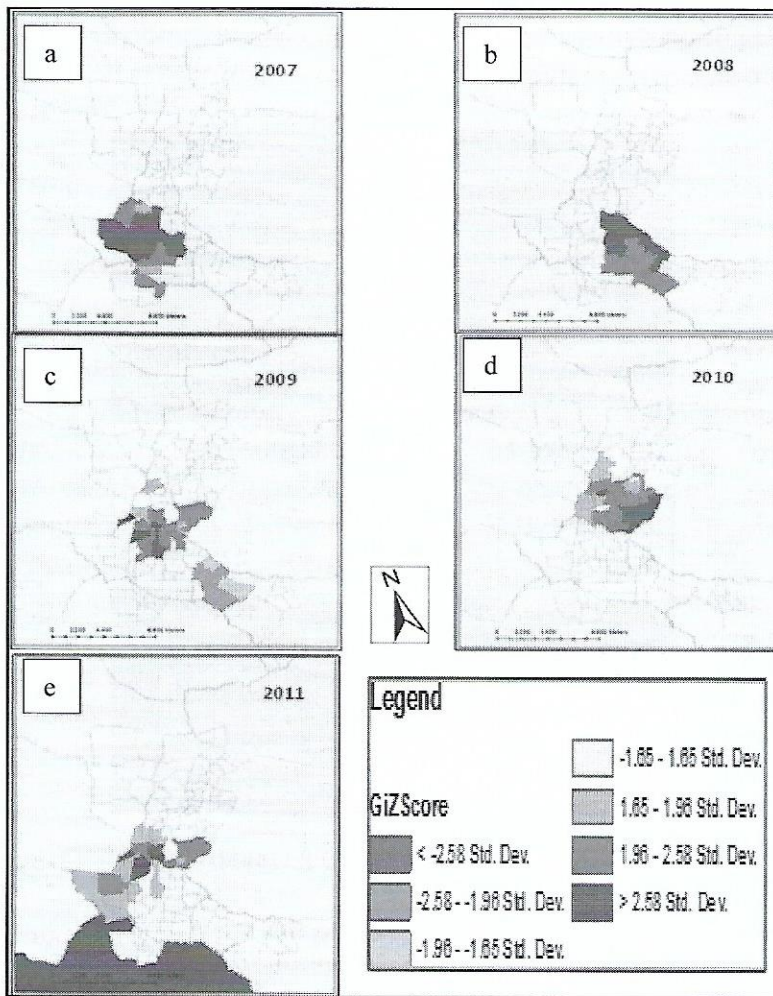 a
2007
b
2008
c
2009
d
2010
N
e
2011
Legend
GiZScore
< -2.58 Std. Dev.
-2.58 - -1.96 Std. Dev.
-1.96 - -1.65 Std. Dev.
-1.65 - 1.65 Std. Dev.
1.65 - 1.96 Std. Dev.
1.96 - 2.58 Std. Dev.
> 2.58 Std. Dev.